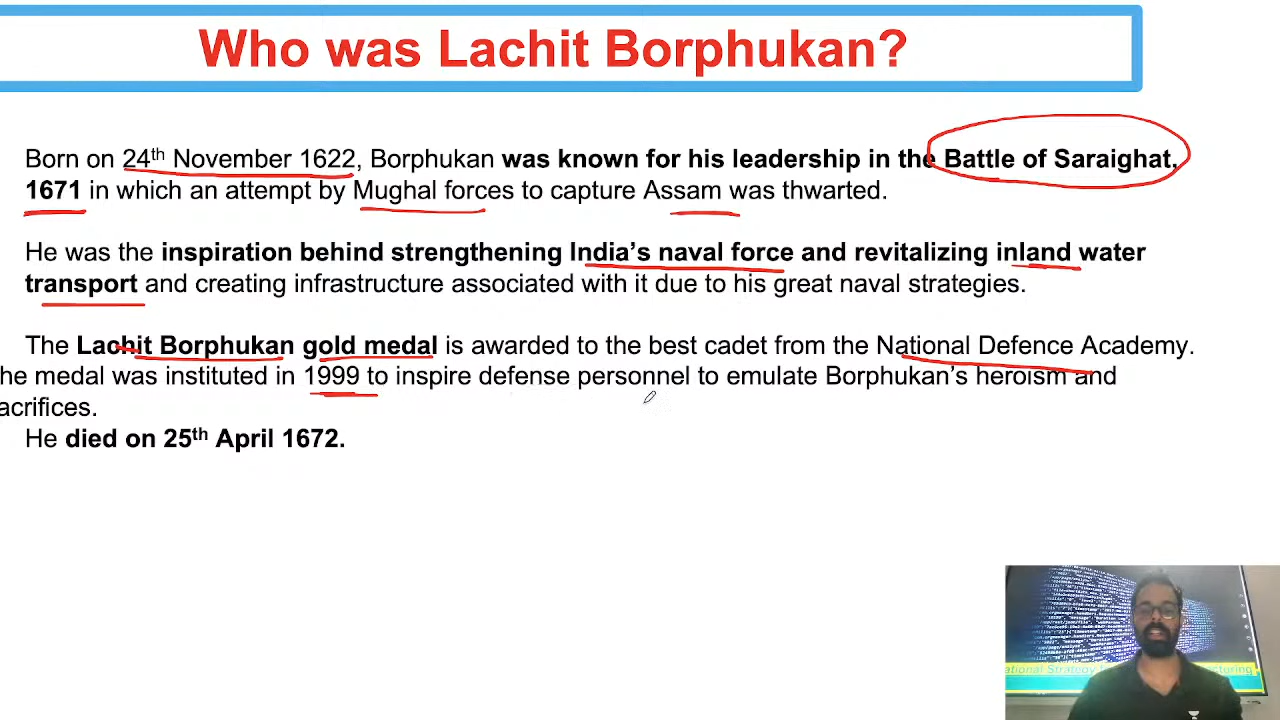 Who was Lachit Borphukan?
Born on 24th November 1622, Borphukan was known for his leadership in the Battle of Saraighat,
1671 in which an attempt by Mughal forces to capture Assam was thwarted.
He was the inspiration behind strengthening India’s naval force and revitalizing inland water
transport and creating infrastructure associated with it due to his great naval strategies.
The Lachit Borphukan gold medal is awarded to the best cadet from the National Defence Academy.
he medal was instituted in 1999 to inspire defense personnel to emulate Borphukan’s heroism and
acrifices.
He died on 25th April 1672.